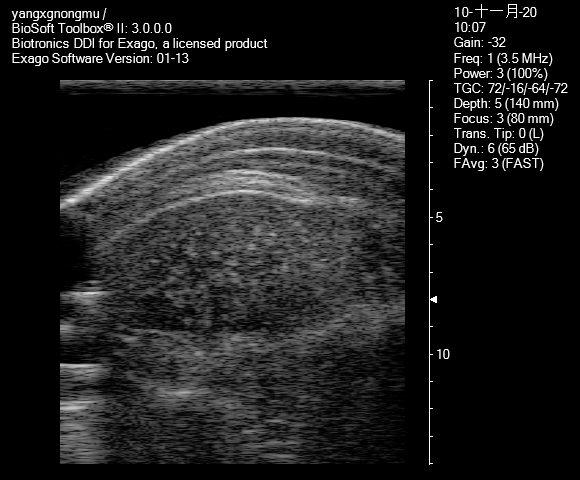 yangxgnongmu /
BioSoft Toolbox® II: 3.0.0.0
Biotronics DDI for Exago, a licensed product
Exago Software Version: 01-13
10-十一月-20
10:07
Gain: -32
Freq: 1 (3.5 MHz)
Power: 3 (100%)
TGC: 72/-16/-64/-72
Depth: 5 (140 mm)
Focus: 3 (80 mm)
Trans. Tip: 0 (L)
Dyn.: 6 (65 dB)
FAvg: 3 (FAST)
5
10